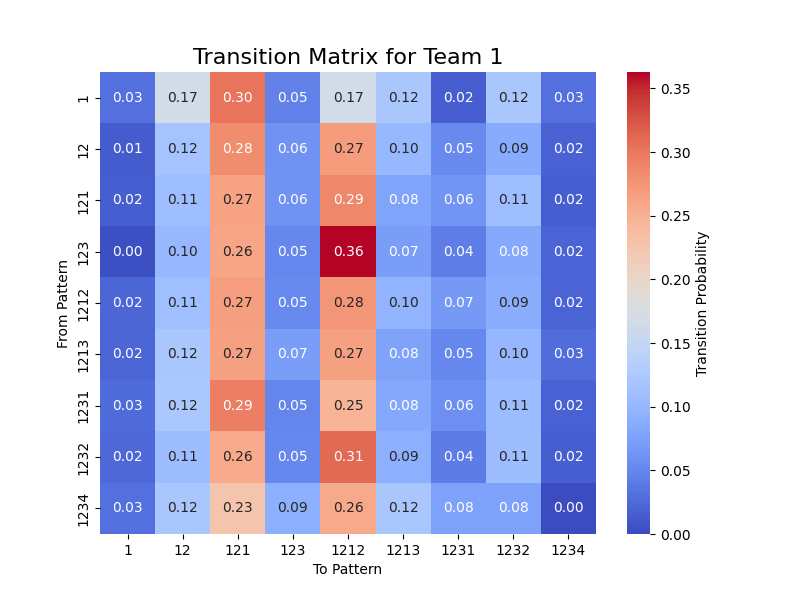 Transition Matrix for Team 1
1 0.03 0.17 0.30 0.05 0.17 0.12 0.02 0.12 0.03
12 0.01 0.12 0.28 0.06 0.27 0.10 0.05 0.09 0.02
121 0.02 0.11 0.27 0.06 0.29 0.08 0.06 0.11 0.02
123 0.00 0.10 0.26 0.05 0.36 0.07 0.04 0.08 0.02
1212 0.02 0.11 0.27 0.05 0.28 0.10 0.07 0.09 0.02
1213 0.02 0.12 0.27 0.07 0.27 0.08 0.05 0.10 0.03
1231 0.03 0.12 0.29 0.05 0.25 0.08 0.06 0.11 0.02
1232 0.02 0.11 0.26 0.05 0.31 0.09 0.04 0.11 0.02
1234 0.03 0.12 0.23 0.09 0.26 0.12 0.08 0.08 0.00
1 12 121 123 1212 1213 1231 1232 1234
To Pattern
From Pattern
0.35
0.30
0.25
0.20
0.15
0.10
0.05
0.00
Transition Probability